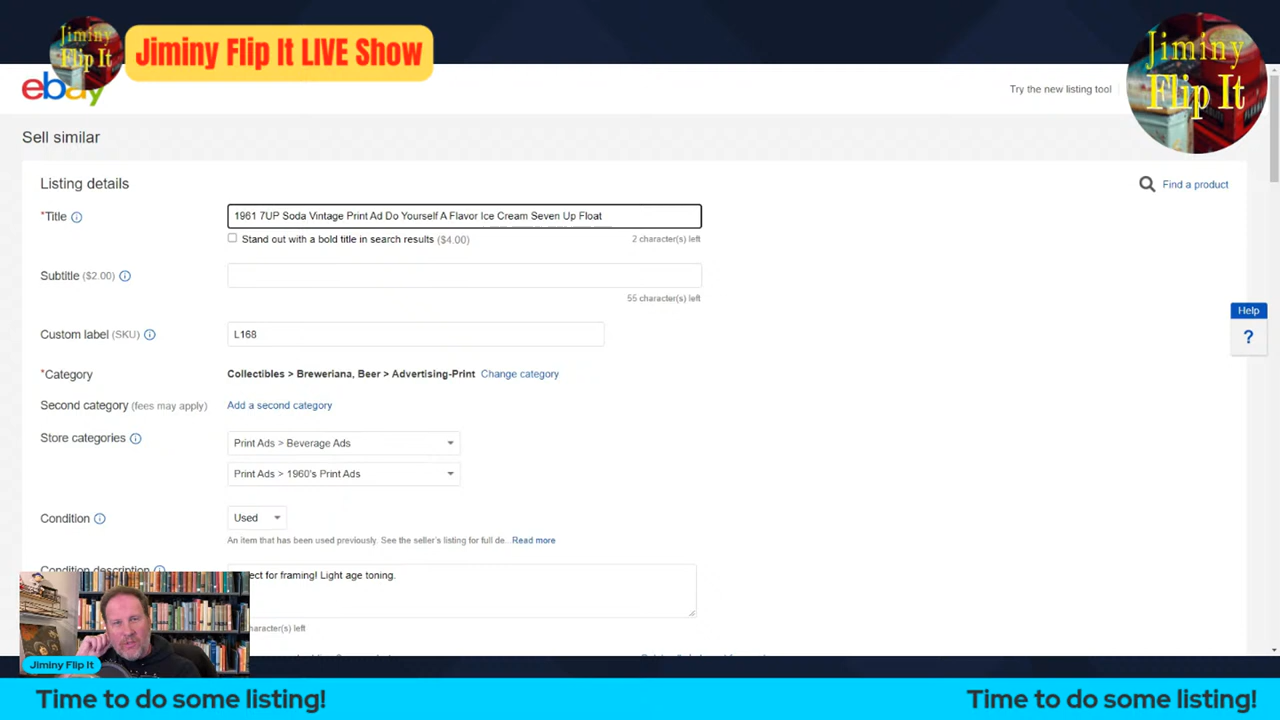 Jiminy
Flip It
Jiminy Flip It LIVE Show
Jiminy
Flip It
ebay
Try the new listing tool
Sell similar
Listing details
Find a product
*Title
1961 7UP Soda Vintage Print Ad Do Yourself A Flavor Ice Cream Seven Up Float
Stand out with a bold title in search results ($4.00)
2 character(s) left
Subtitle ($2.00)
55 character(s) left
Help
?
Custom label (SKU)
L168
*Category
Collectibles > Breweriana, Beer > Advertising-Print Change category
Second category (fees may apply)
Add a second category
Store categories
Print Ads > Beverage Ads
Print Ads > 1960's Print Ads
Condition
Used
An item that has been used previously. See the seller's listing for full de... Read more
Condition description
ect for framing! Light age toning.
haracter(s) left
Jiminy Flip It
Time to do some listing!
Time to do some listing!